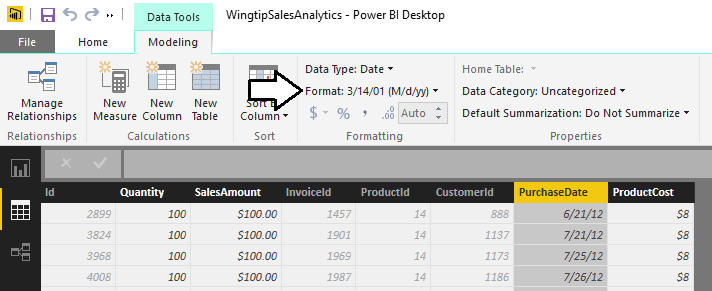 WingtipSalesAnalytics - Power BI Desktop
Data Tools
File Home Modeling
Manage Relationships
New Measure
New Column
New Table
Column
Data Type: Date
Format: 3/14/01 (M/d/yy)
$ % , .00 Auto
Home Table:
Data Category: Uncategorized
Default Summarization: Do Not Summarize
Relationships Calculations Sort Formatting Properties
Id Quantity SalesAmount InvoiceId ProductId CustomerId PurchaseDate ProductCost
2899 100 $100.00 1457 14 888 6/21/12 $8
3824 100 $100.00 1901 14 1137 7/21/12 $8
3968 100 $100.00 1969 14 1173 7/25/12 $8
4008 100 $100.00 1987 14 1186 7/26/12 $8